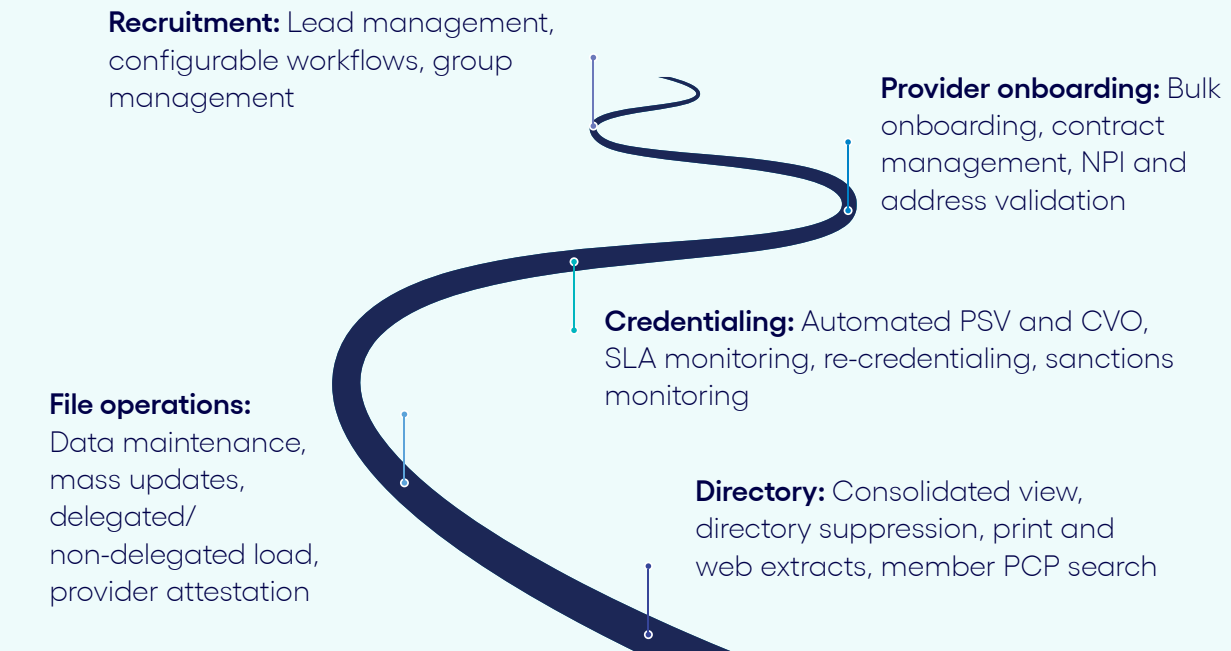 Recruitment: Lead management,
configurable workflows, group
management
Provider onboarding: Bulk
onboarding, contract
management, NPI and
address validation
Credentialing: Automated PSV and CVO,
SLA monitoring, re-credentialing, sanctions
monitoring
File operations:
Data maintenance,
mass updates,
delegated/
non-delegated load,
provider attestation
Directory: Consolidated view,
directory suppression, print and
web extracts, member PCP search